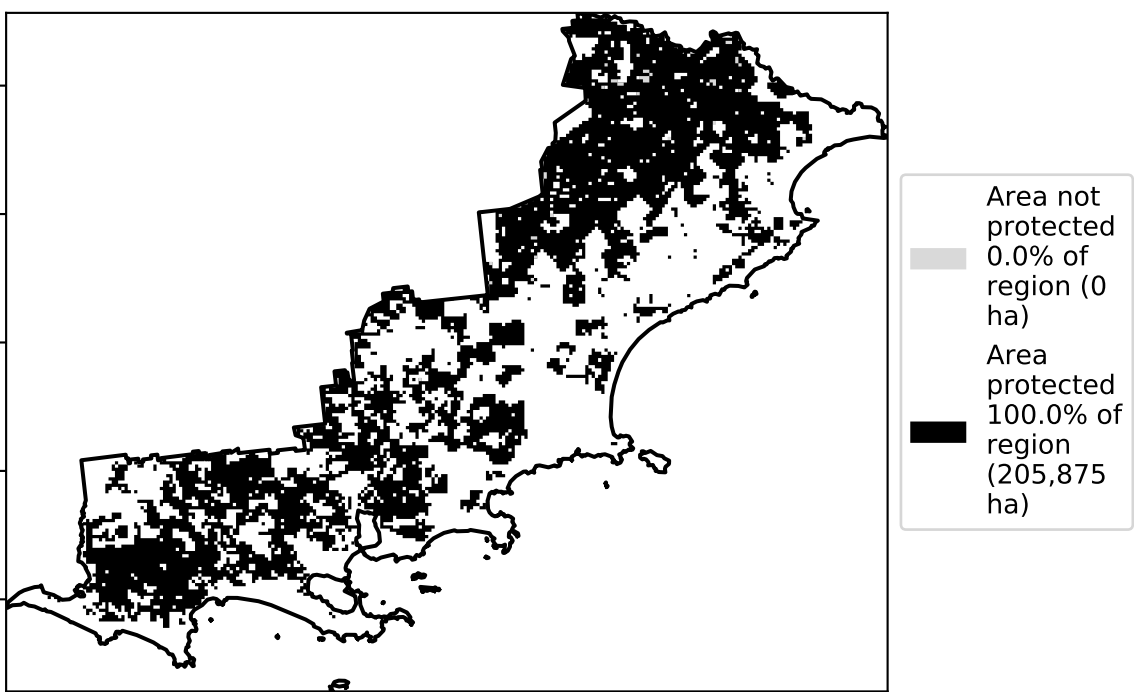 Area not
protected
0.0% of
region (0
ha)
Area
protected
100.0% of
region
(205,875
ha)